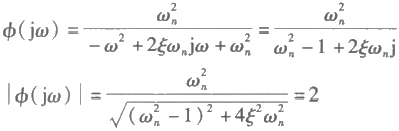 ϕ(jω) = ω_n^2 / (-ω^2 + 2ξω_n jω + ω_n^2) = ω_n^2 / (ω_n^2 - 1 + 2ξω_n j)
|ϕ(jω)| = ω_n^2 / √((ω_n^2 - 1)^2 + 4ξ^2 ω_n^2) = 2